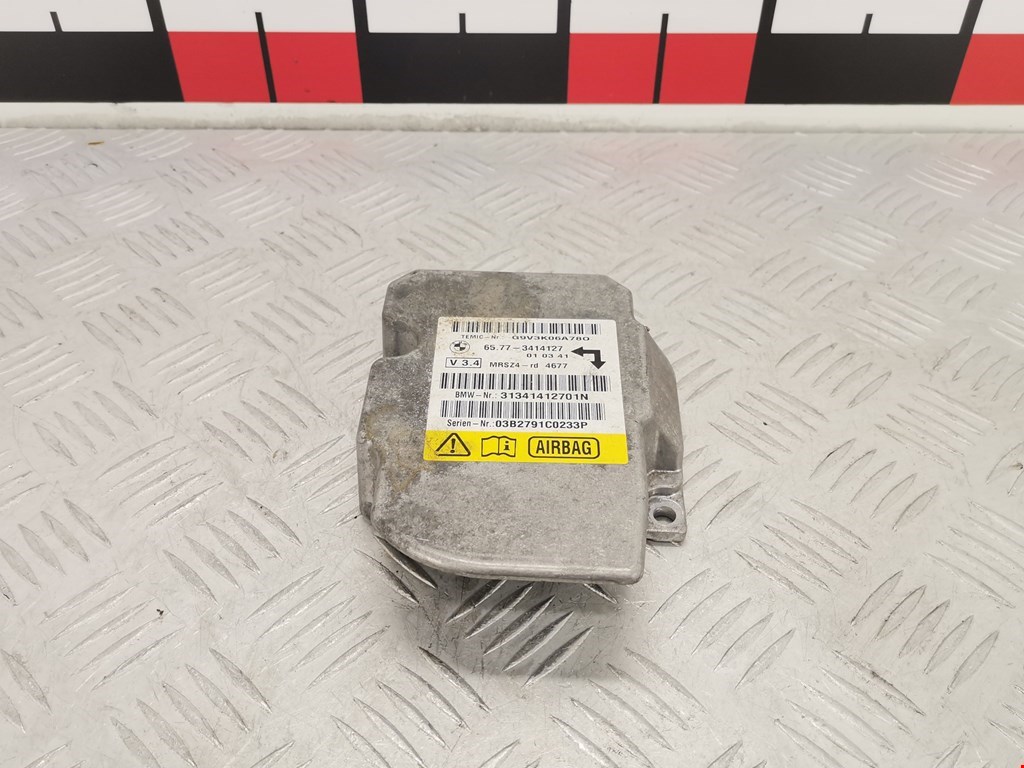 TEMIC-Nr. G9V3K06A78Q
65.77-3414127
01 03 41
V 3.4 MRSZ4-rd 4677
BMW-Nr.: 31341412701N
Serien-Nr.: 03B2791C0233P
AIRBAG